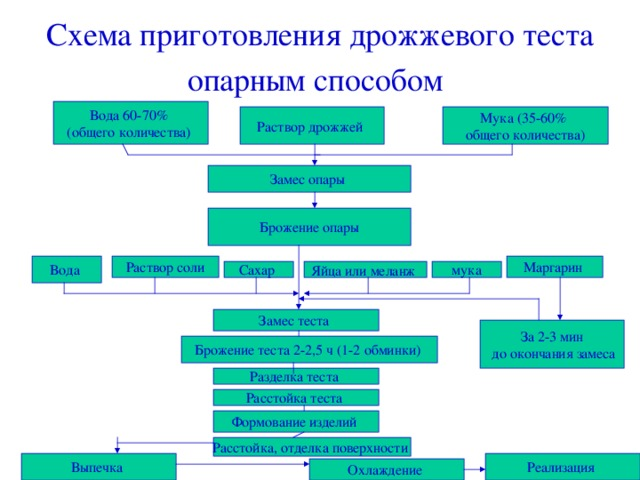 Схема приготовления дрожжевого теста
опарным способом
Вода 60-70%
(общего количества)
Раствор дрожжей
Мука (35-60%
общего количества)
Замес опары
Брожение опары
Вода
Раствор соли
Сахар
Яйца или меланж
мука
Маргарин
За 2-3 мин
до окончания замеса
Замес теста
Брожение теста 2-2,5 ч (1-2 обминки)
Разделка теста
Расстойка теста
Формование изделий
Расстойка, отделка поверхности
Выпечка
Охлаждение
Реализация